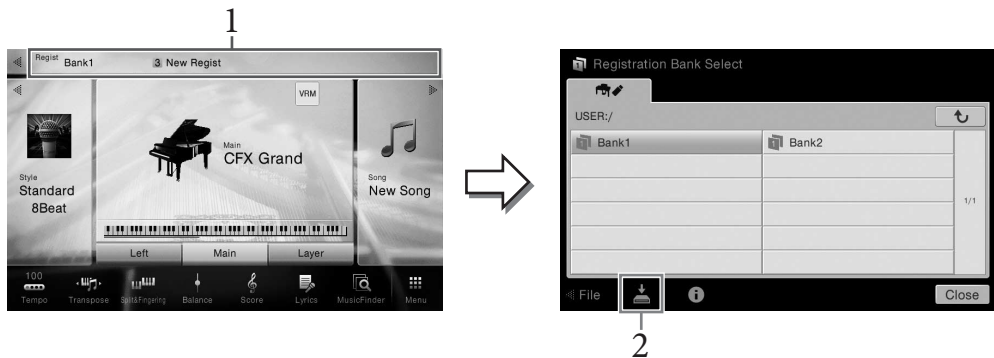 1
Regist Bank1 3 New Regist
VRM
Main
CFX Grand
Style
Standard
8Beat
Song
New Song
Left Main Layer
100
Tempo Transpose Split&Fingering Balance Score Lyrics MusicFinder Menu
Registration Bank Select
USER:/
Bank1 Bank2
1/1
File Close
2